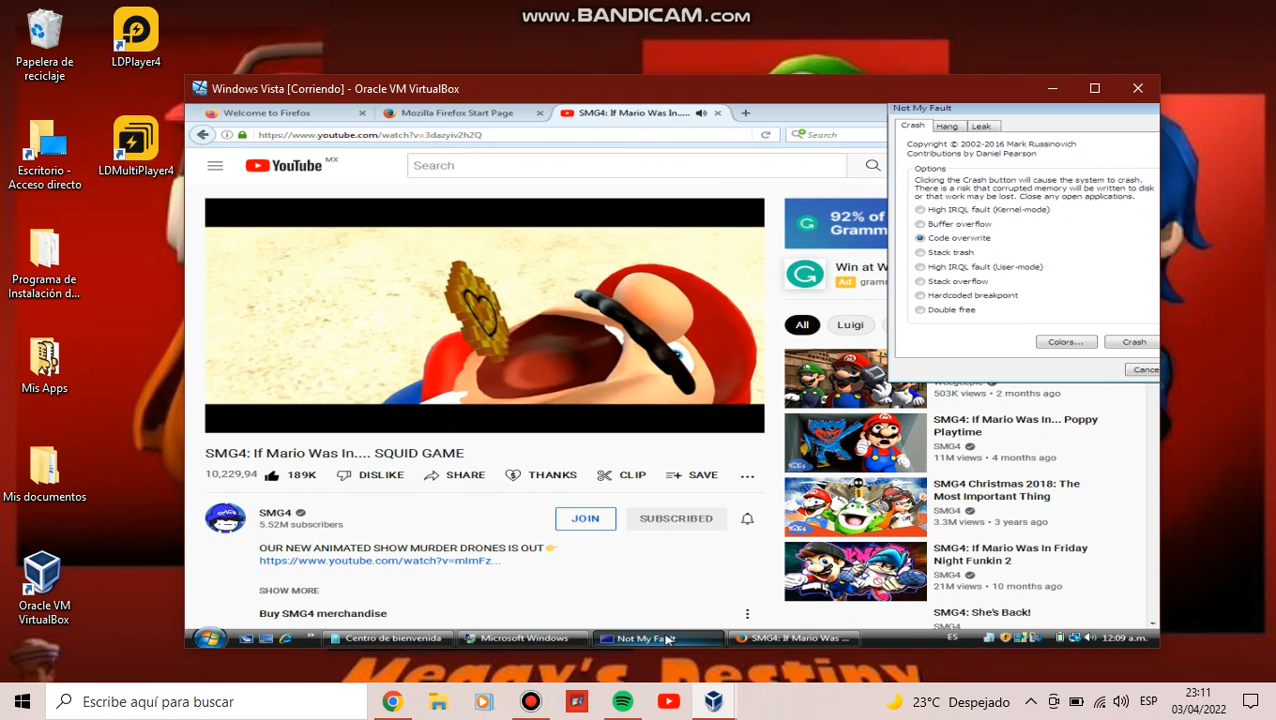 www.BANDICAM.com
Papelera de
reciclaje
LDPlayer4
Escritorio -
Acceso directo
LDMultiPlayer4
Programa de
Instalación d...
Mis Apps
Mis documentos
Oracle VM
VirtualBox
Windows Vista [Corriendo] - Oracle VM VirtualBox
Welcome to Firefox
Mozilla Firefox Start Page
SMG4: If Mario Was In....
https://www.youtube.com/watch?v=3dazyiv2h2Q
Search
YouTube MX
Search
SMG4: If Mario Was In.... SQUID GAME
10,229,94
189K
DISLIKE
SHARE
THANKS
CLIP
SAVE
SMG4
5.52M subscribers
JOIN
SUBSCRIBED
OUR NEW ANIMATED SHOW MURDER DRONES IS OUT👉
https://www.youtube.com/watch?v=mImFz...
SHOW MORE
Buy SMG4 merchandise
92% of
Gramm
Win at W
Ad gramm
All
Luigi
503K views • 2 months ago
SMG4: If Mario Was In... Poppy
Playtime
SMG4
11M views • 4 months ago
SMG4 Christmas 2018: The
Most Important Thing
SMG4
3.3M views • 3 years ago
SMG4: If Mario Was In Friday
Night Funkin 2
SMG4
21M views • 10 months ago
SMG4: She's Back!
Not My Fault
Crash
Hang
Leak
Copyright © 2002-2016 Mark Russinovich
Contributions by Daniel Pearson
Options
Clicking the Crash button will cause the system to crash.
There is a risk that corrupted memory will be written to disk
or that work may be lost. Close any open applications.
High IRQL fault (Kernel-mode)
Buffer overflow
Code overwrite
Stack trash
High IRQL fault (User-mode)
Stack overflow
Hardcoded breakpoint
Double free
Colors...
Crash
Cance
Centro de bienvenida
Microsoft Windows
Not My Fault
SMG4: If Mario Was ...
ES
12:09 a.m.
Meggy's Destiny
Escribe aquí para buscar
23°C Despejado
ESP
23:11
03/04/2022